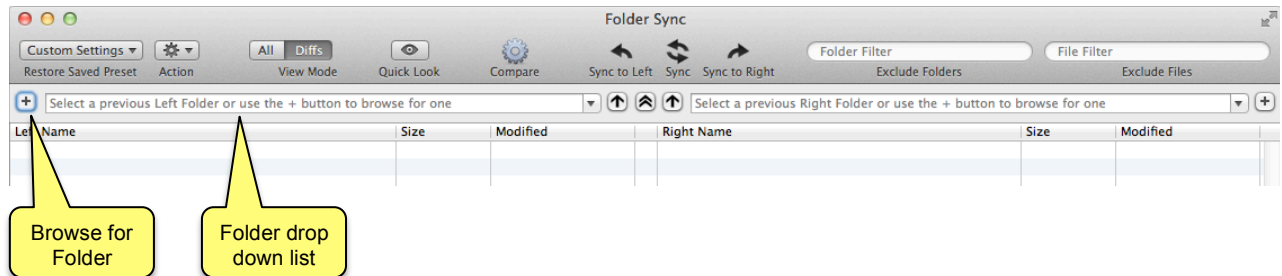 Folder Sync
Custom Settings
All Diffs
Folder Filter
File Filter
Restore Saved Preset Action View Mode Quick Look Compare Sync to Left Sync Sync to Right Exclude Folders Exclude Files
Select a previous Left Folder or use the + button to browse for one
Select a previous Right Folder or use the + button to browse for one
Left Name Size Modified Right Name Size Modified
Browse for
Folder
Folder drop
down list